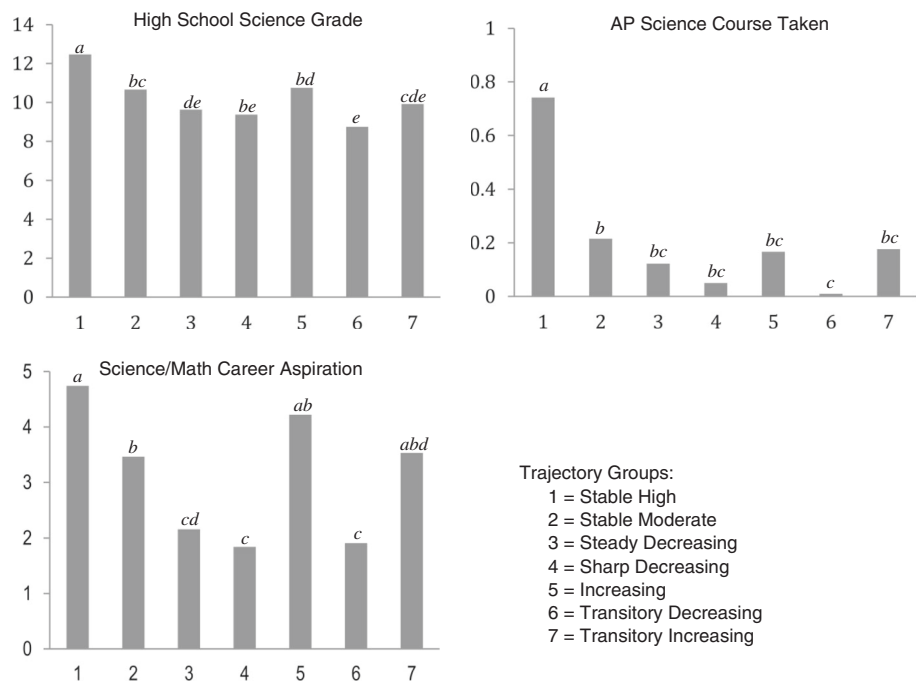 High School Science Grade
14
12
10
8
6
4
2
0
a
bc
de
be
bd
e
cde
1 2 3 4 5 6 7
AP Science Course Taken
1
0.8
0.6
0.4
0.2
0
a
b
bc
bc
bc
c
bc
1 2 3 4 5 6 7
Science/Math Career Aspiration
5
4
3
2
1
0
a
b
cd
c
ab
c
abd
1 2 3 4 5 6 7
Trajectory Groups:
1 = Stable High
2 = Stable Moderate
3 = Steady Decreasing
4 = Sharp Decreasing
5 = Increasing
6 = Transitory Decreasing
7 = Transitory Increasing